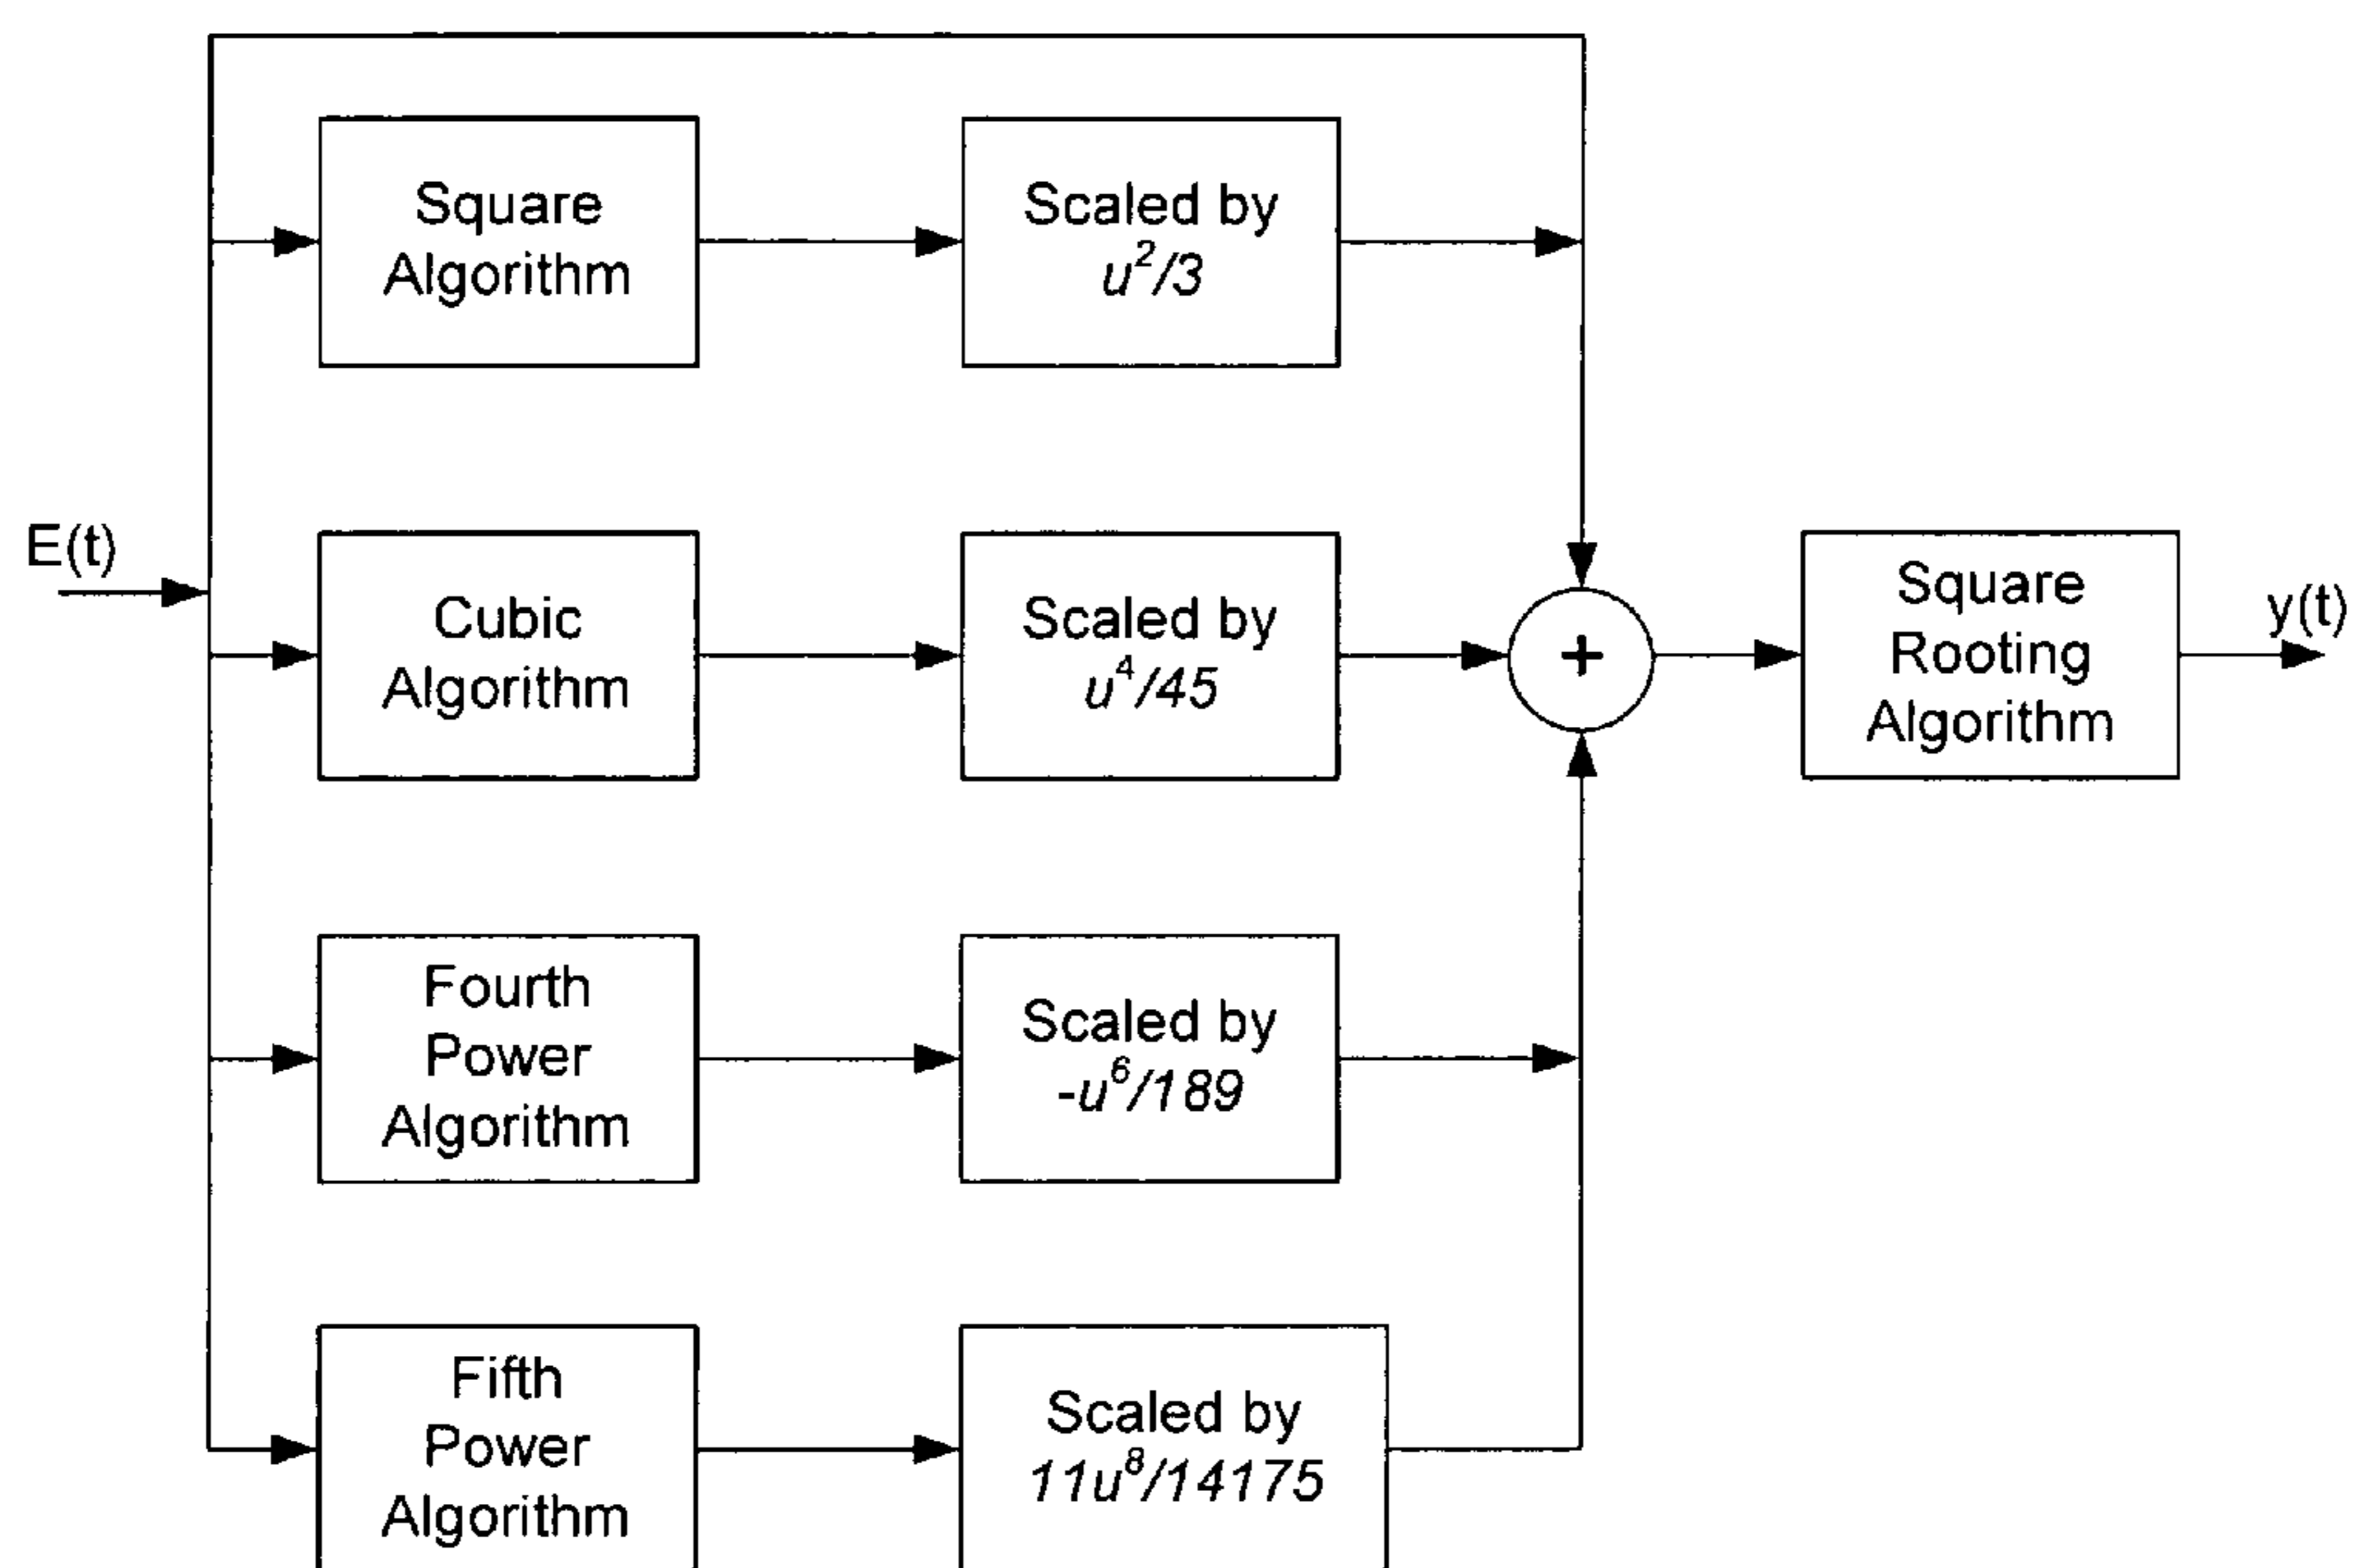 Square
Algorithm
Scaled by
u²/3
E(t)
Cubic
Algorithm
Scaled by
u⁴/45
+
Square
Rooting
Algorithm
y(t)
Fourth
Power
Algorithm
Scaled by
-u⁶/189
Fifth
Power
Algorithm
Scaled by
11u⁸/14175